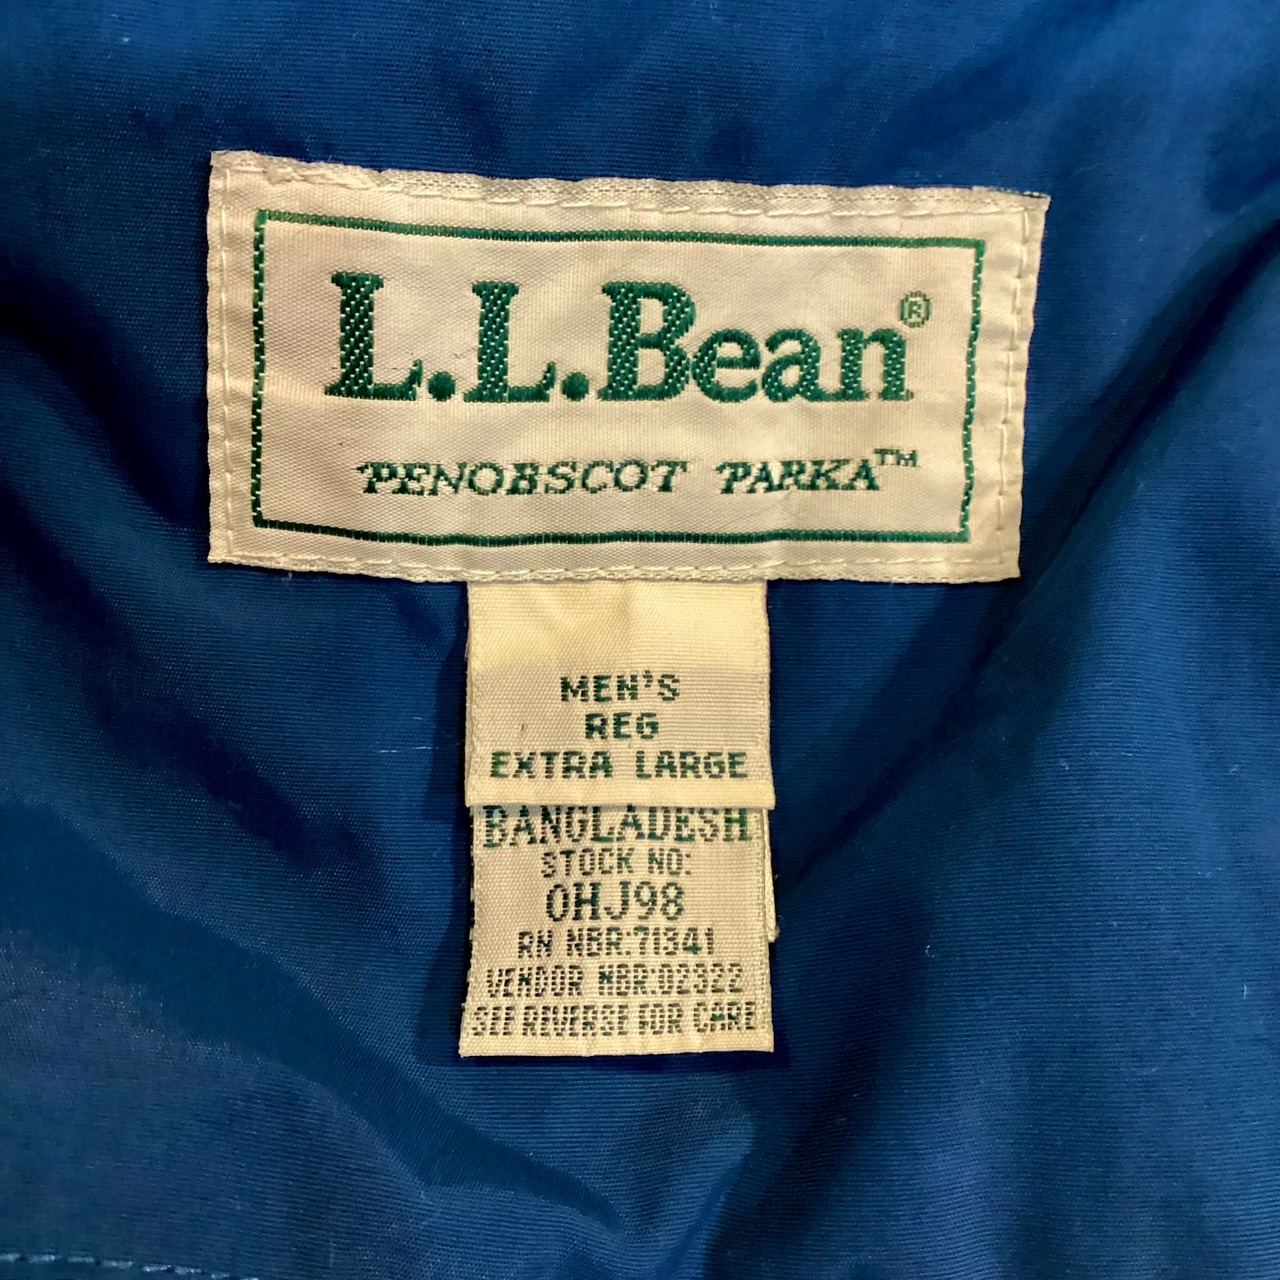 L.L.Bean®
PENOBSCOT PARKA™
MEN'S
REG
EXTRA LARGE
BANGLADESH
STOCK NO:
0HJ98
RN NBR:71341
VENDOR NBR:02322
SEE REVERSE FOR CARE